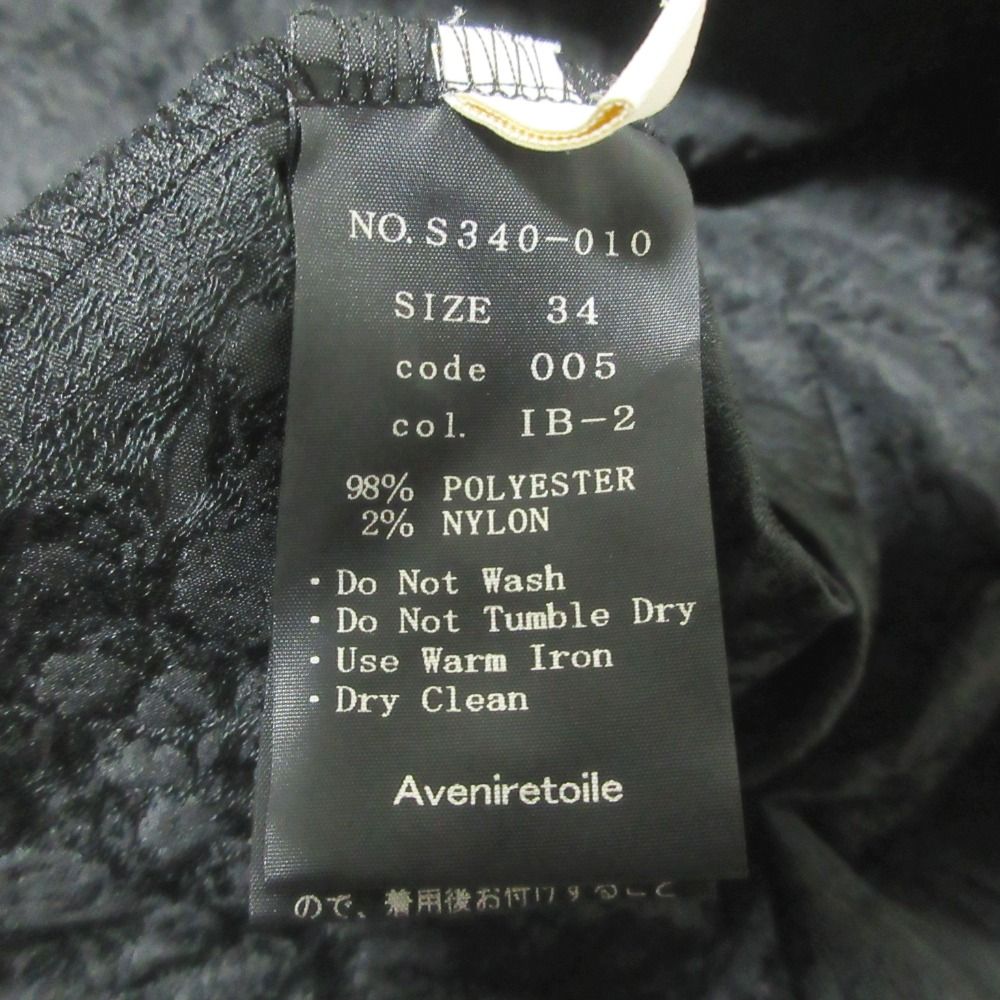 NO. S340-010
SIZE 34
code 005
col. IB-2
98% POLYESTER
2% NYLON
・Do Not Wash
・Do Not Tumble Dry
・Use Warm Iron
・Dry Clean
Aveniretoile
ので、着用後お付けすること